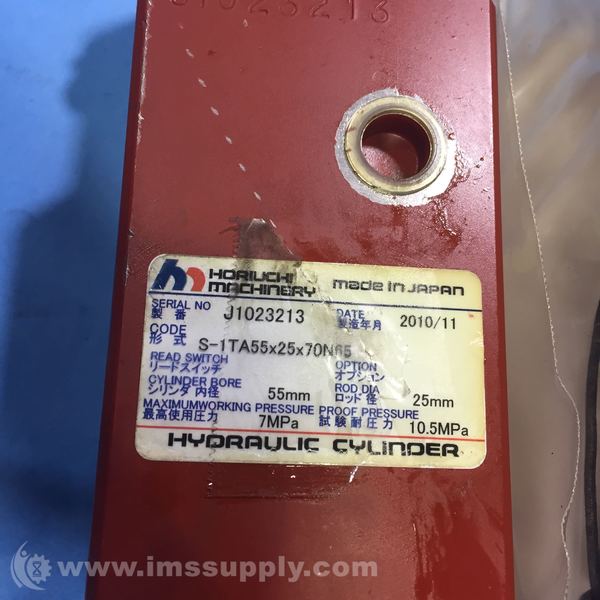 J1023213
HORIUCHI
MACHINERY
made in JAPAN
SERIAL NO J1023213 DATE 2010/11
製番 製造年月
CODE
形式 S-1TA55x25x70N65
READ SWITCH OPTION
リードスイッチ オプション
CYLINDER BORE ROD DIA
シリンダ内径 55mm ロッド径 25mm
MAXIMUMWORKING PRESSURE PROOF PRESSURE
最高使用圧力 7MPa 試験耐圧力 10.5MPa
HYDRAULIC CYLINDER
www.imssupply.com